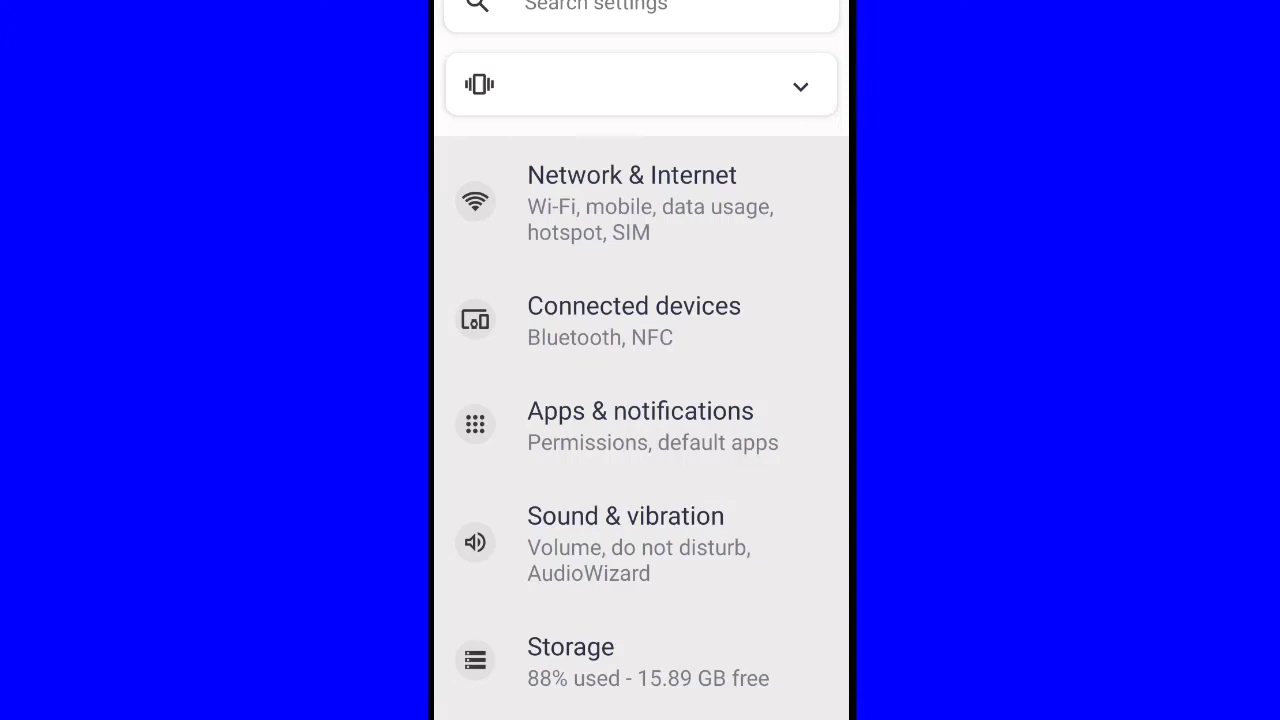 Search settings
Network & Internet
Wi-Fi, mobile, data usage,
hotspot, SIM
Connected devices
Bluetooth, NFC
Apps & notifications
Permissions, default apps
Sound & vibration
Volume, do not disturb,
AudioWizard
Storage
88% used - 15.89 GB free